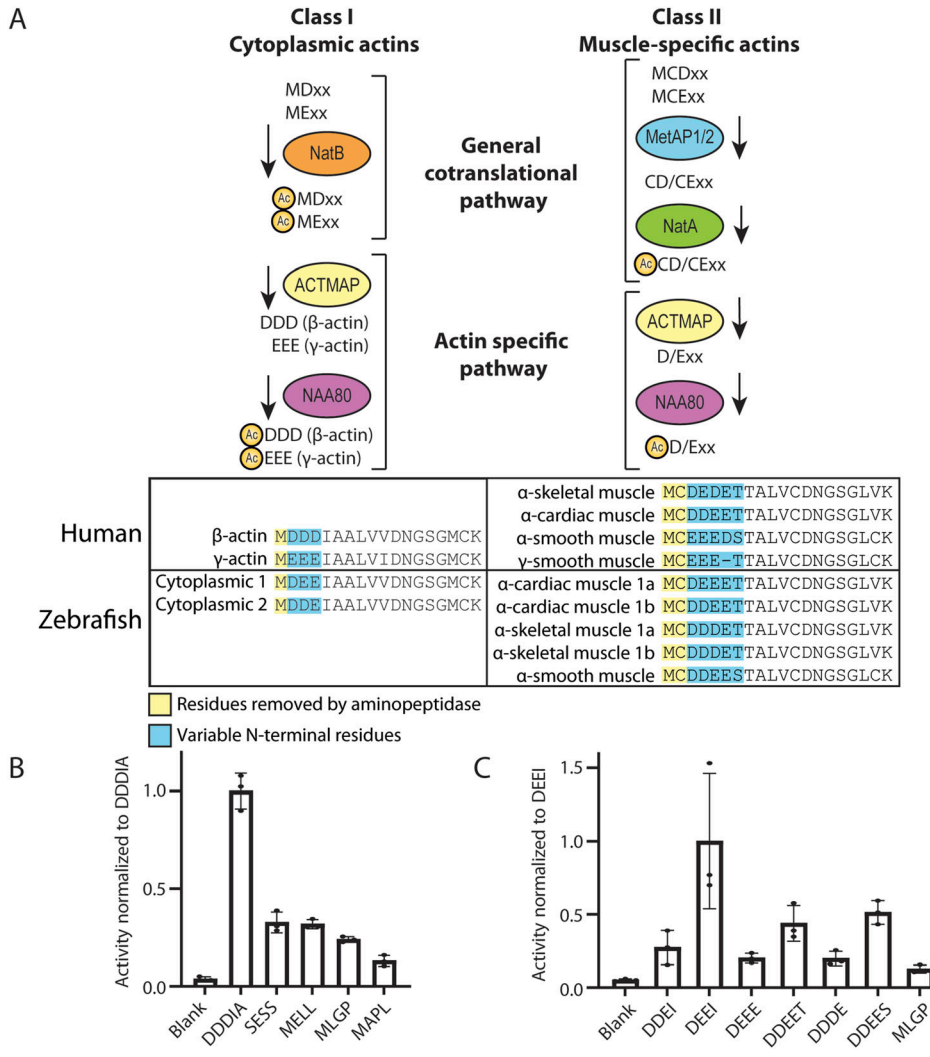 A
Class I
Cytoplasmic actins
Class II
Muscle-specific actins
MDxx
MExx
NatB
Ac MDxx
Ac MExx
General
cotranslational
pathway
MCDxx
MCExx
MetAP1/2
CD/CExx
NatA
Ac CD/CExx
ACTMAP
DDD (β-actin)
EEE (γ-actin)
NAA80
Ac DDD (β-actin)
Ac EEE (γ-actin)
Actin specific
pathway
ACTMAP
D/Exx
NAA80
Ac D/Exx
Human
β-actin MDDDIAALVVDNGSGMCK
γ-actin MEEEIAALVIDNGSGMCK
α-skeletal muscle MCDEDETTALVCDNGSGLVK
α-cardiac muscle MCDDEETTALVCDNGSGLVK
α-smooth muscle MCEEEDSTALVCDNGSGLCK
γ-smooth muscle MCEEE-TTALVCDNGSGLCK
Zebrafish
Cytoplasmic 1 MDEEIAALVVDNGSGMCK
Cytoplasmic 2 MDDEIAALVVDNGSGMCK
α-cardiac muscle 1a MCDEEETTALVCDNGSGLVK
α-cardiac muscle 1b MCDDEETTALVCDNGSGLVK
α-skeletal muscle 1a MCDDDETTALVCDNGSGLVK
α-skeletal muscle 1b MCDDDETTALVCDNGSGLVK
α-smooth muscle MCDDEESTALVCDNGSGLCK
Residues removed by aminopeptidase
Variable N-terminal residues
B
Activity normalized to DDDIA
1.0
0.5
0.0
Blank
DDDIA
SESS
MELL
MLGP
MAPL
C
Activity normalized to DEEI
1.5
1.0
0.5
0.0
Blank
DDEI
DEEI
DEEE
DDEET
DDDE
DDEES
MLGP